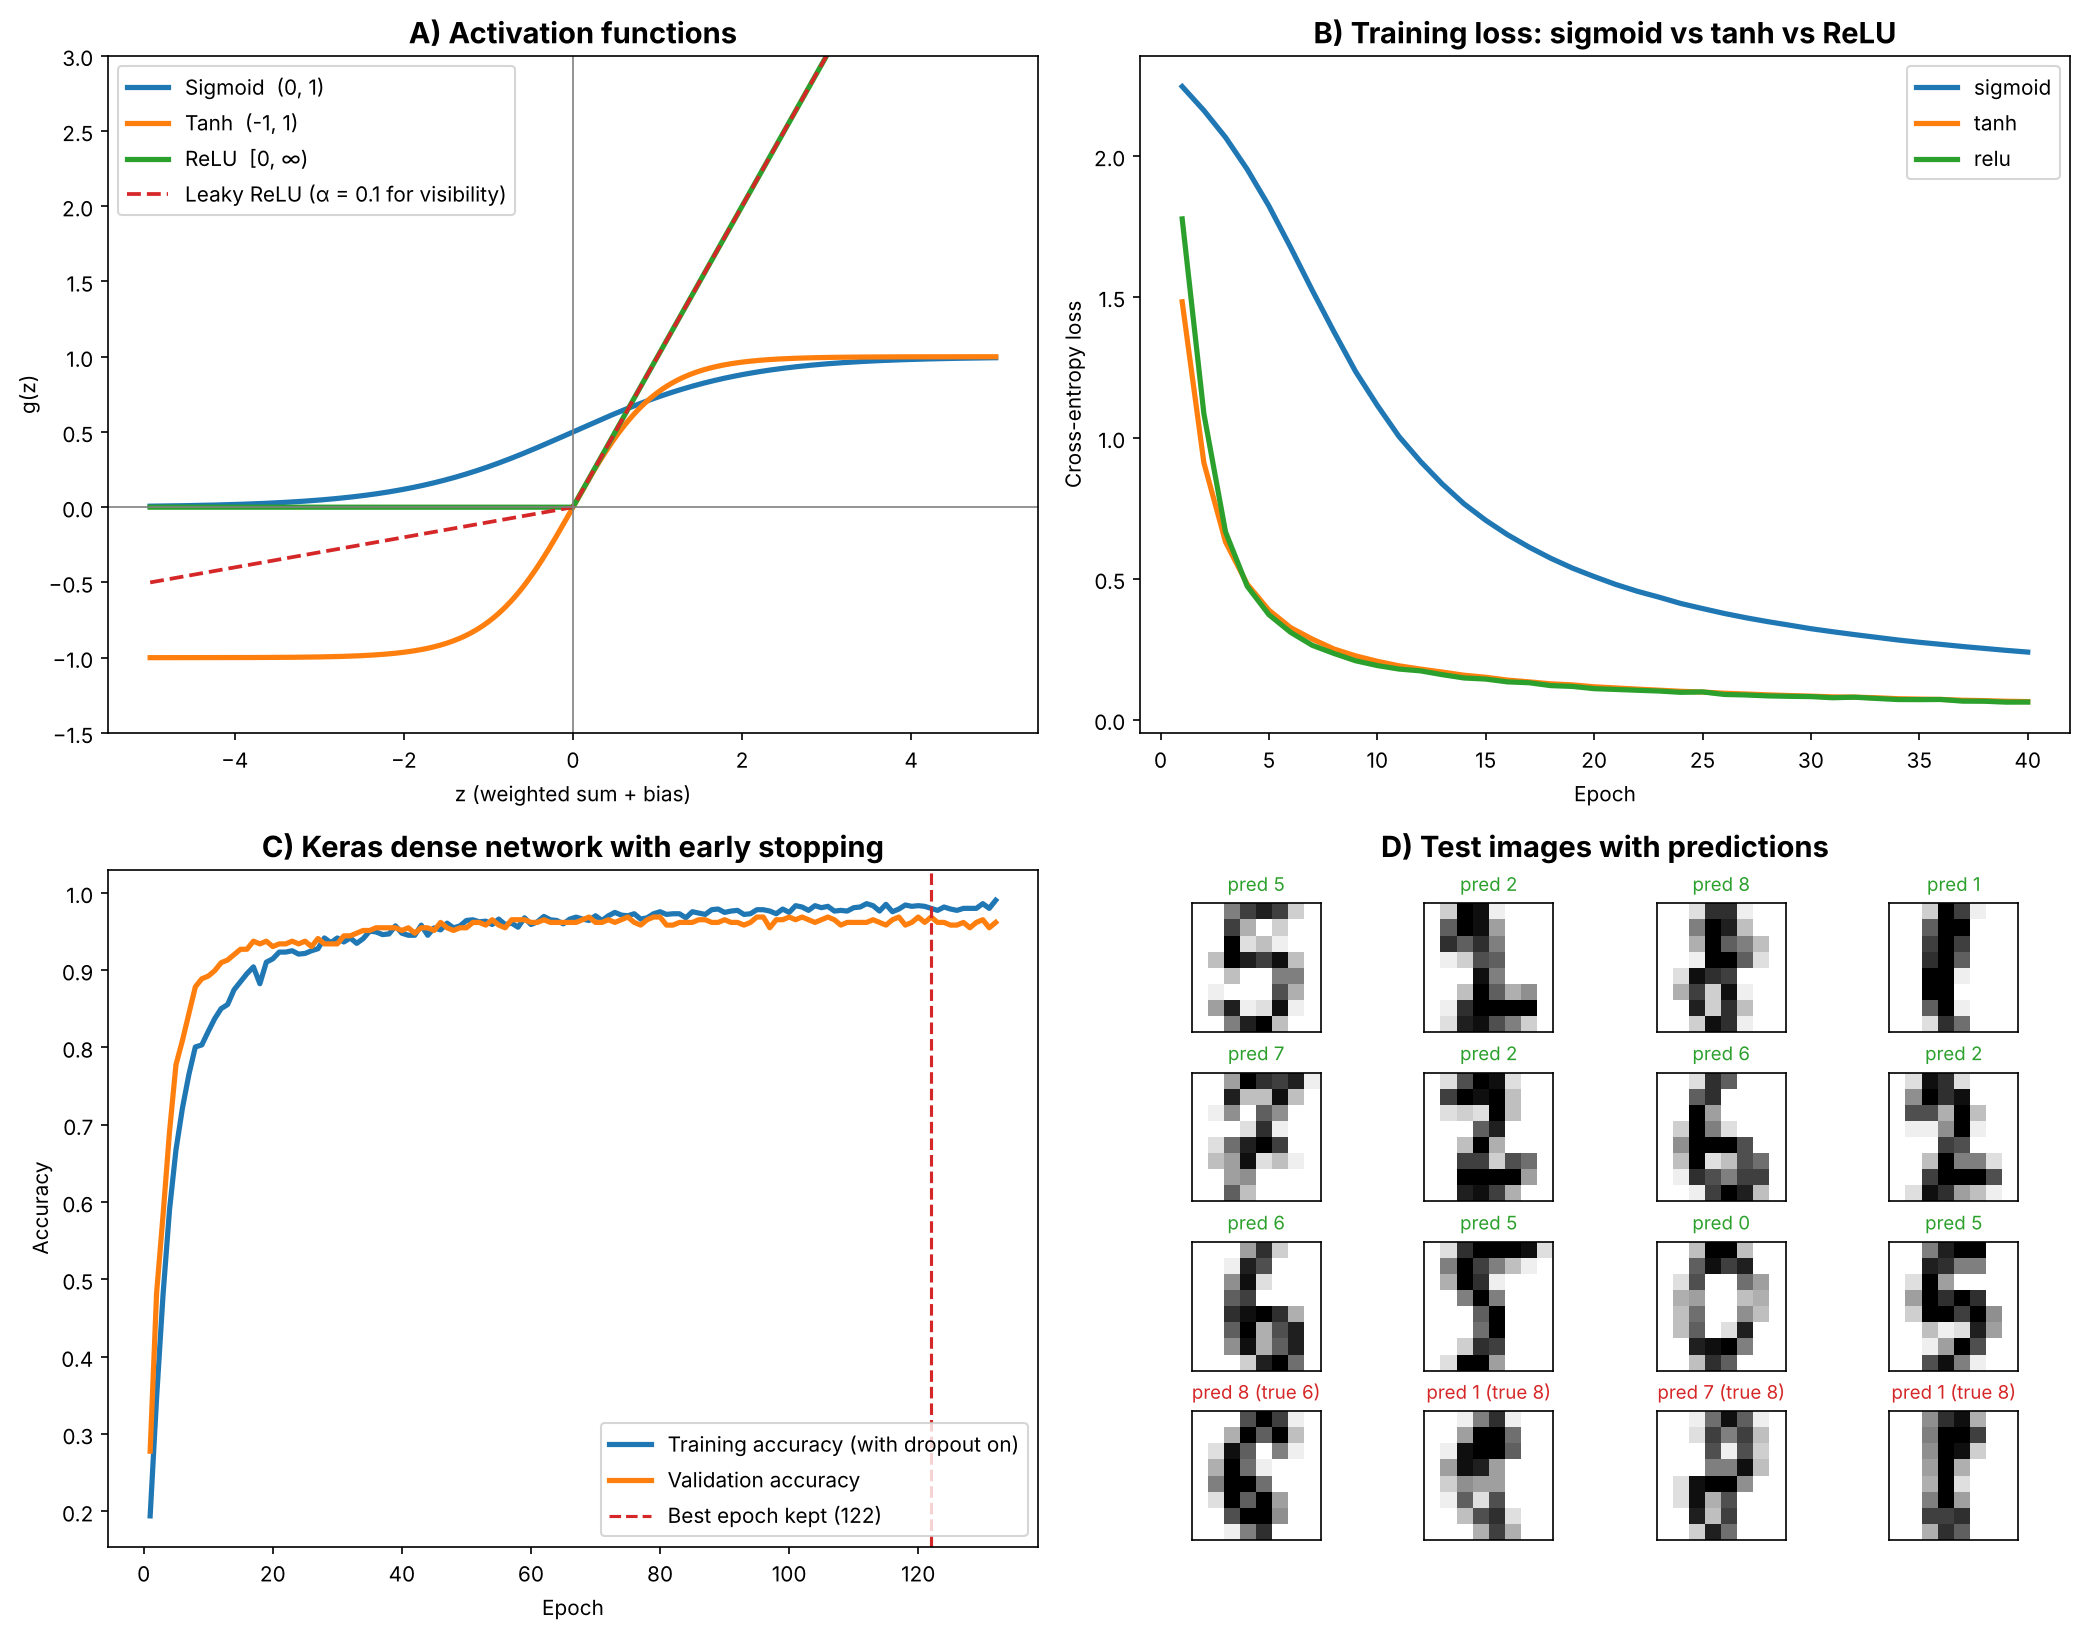 A) Activation functions
3.0
2.5
2.0
1.5
1.0
0.5
0.0
−0.5
−1.0
−1.5
g(z)
Sigmoid (0, 1)
Tanh (-1, 1)
ReLU [0, ∞)
Leaky ReLU (α = 0.1 for visibility)
−4 −2 0 2 4
z (weighted sum + bias)
B) Training loss: sigmoid vs tanh vs ReLU
2.0
1.5
1.0
0.5
0.0
Cross-entropy loss
sigmoid
tanh
relu
0 5 10 15 20 25 30 35 40
Epoch
C) Keras dense network with early stopping
1.0
0.9
0.8
0.7
0.6
0.5
0.4
0.3
0.2
Accuracy
Training accuracy (with dropout on)
Validation accuracy
Best epoch kept (122)
0 20 40 60 80 100 120
Epoch
D) Test images with predictions
pred 5 pred 2 pred 8 pred 1
pred 7 pred 2 pred 6 pred 2
pred 6 pred 5 pred 0 pred 5
pred 8 (true 6) pred 1 (true 8) pred 7 (true 8) pred 1 (true 8)